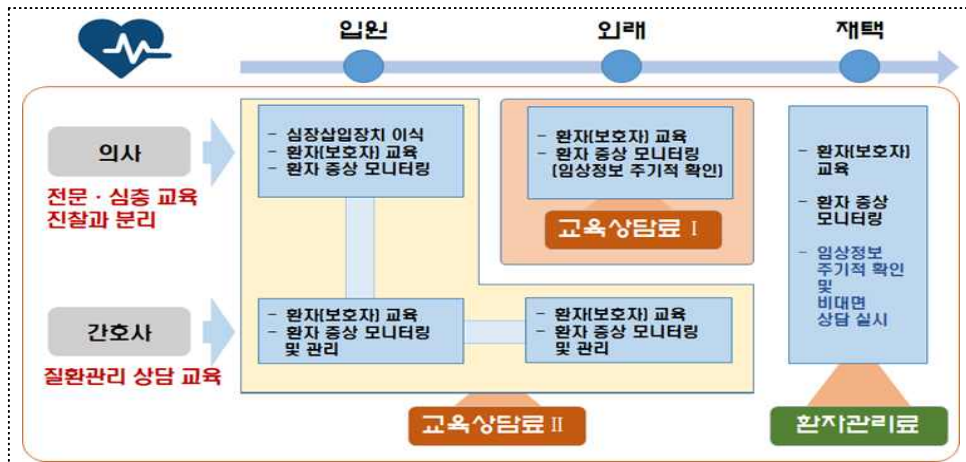 입원
외래
재택
의사
전문·심층 교육
진찰과 분리
- 심장삽입장치 이식
- 환자(보호자) 교육
- 환자 증상 모니터링
- 환자(보호자) 교육
- 환자 증상 모니터링
(임상정보 주기적 확인)
교육상담료 Ⅰ
- 환자(보호자)
교육
- 환자 증상
모니터링
- 임상정보
주기적 확인
및
비대면
상담 실시
간호사
질환관리 상담 교육
- 환자(보호자) 교육
- 환자 증상 모니터링
및 관리
- 환자(보호자) 교육
- 환자 증상 모니터링
및 관리
교육상담료 Ⅱ
환자관리료